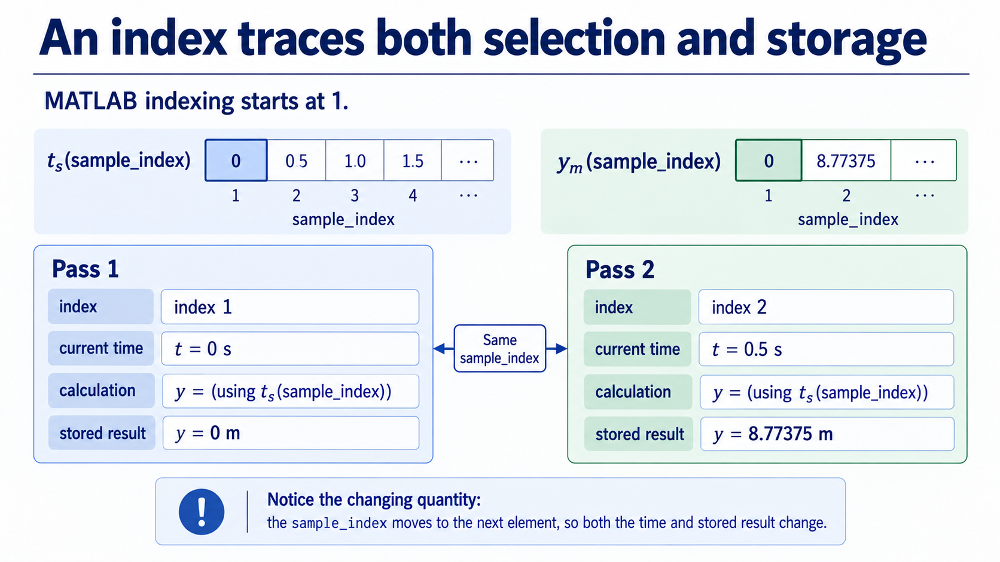 An index traces both selection and storage
MATLAB indexing starts at 1.
tₛ(sample_index) 0 0 5 1.0 1.5 ...
1 2 3 4 ...
sample_index
yₘ(sample_index) 0 8.77375 ...
1 2 ...
sample_index
Pass 1
index index 1
current time t = 0 s
calculation y = (using tₛ(sample_index))
stored result y = 0 m
Same
sample_index
Pass 2
index index 2
current time t = 0.5 s
calculation y = (using tₛ(sample_index))
stored result y = 8.77375 m
!
Notice the changing quantity:
the sample_index moves to the next element, so both the time and stored result change.